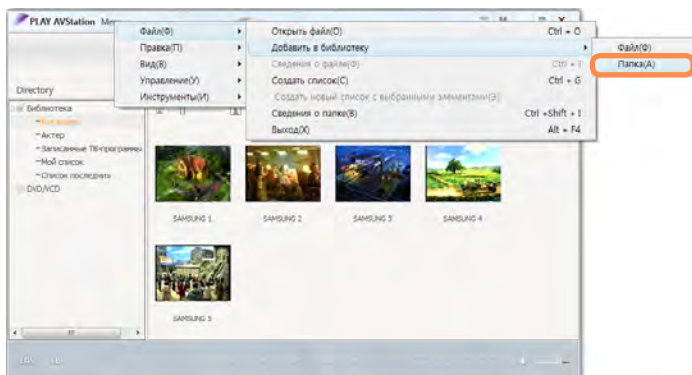 PLAY AVStation Menu
Файл(Ф)
Правка(П)
Вид(В)
Управление(У)
Инструменты(И)
Открыть файл(О) Ctrl + O
Добавить в библиотеку
Сведения о файле(Ф) Ctrl + I
Создать список(С) Ctrl + G
Создать новый список с выбранными элементами(Э)
Сведения о папке(В) Ctrl +Shift + I
Выход(X) Alt + F4
Файл(Ф)
Папка(А)
Directory
Библиотека
Актер
Записанные ТВ-программы
Мой список
Список последних
DVD/VCD
SAMSUNG 1
SAMSUNG 2
SAMSUNG 3
SAMSUNG 4
SAMSUNG 5